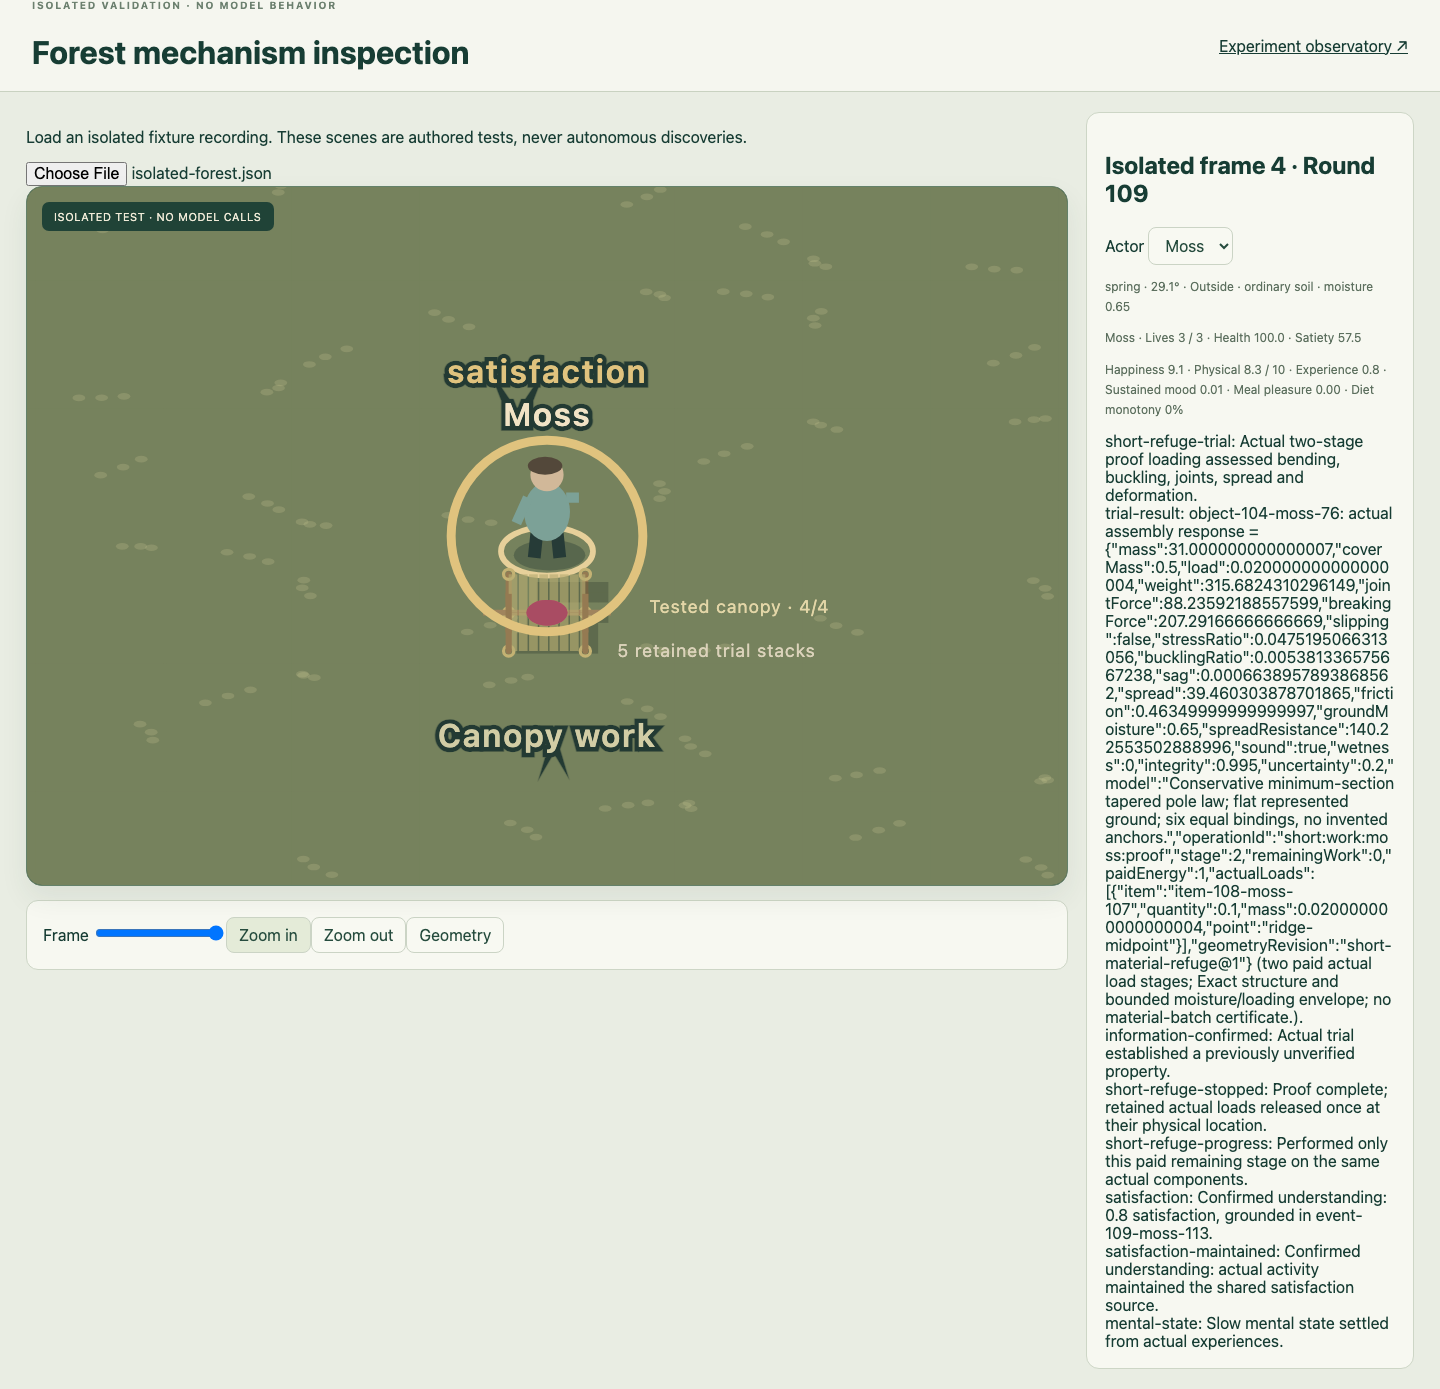 ISOLATED VALIDATION · NO MODEL BEHAVIOR
Forest mechanism inspection
Experiment observatory ↗
Load an isolated fixture recording. These scenes are authored tests, never autonomous discoveries.
Choose File isolated-forest.json
ISOLATED TEST · NO MODEL CALLS
satisfaction
Moss
Tested canopy · 4/4
5 retained trial stacks
Canopy work
Frame
Zoom in
Zoom out
Geometry
Isolated frame 4 · Round
109
Actor Moss
spring · 29.1° · Outside · ordinary soil · moisture
0.65
Moss · Lives 3 / 3 · Health 100.0 · Satiety 57.5
Happiness 9.1 · Physical 8.3 / 10 · Experience 0.8 ·
Sustained mood 0.01 · Meal pleasure 0.00 · Diet
monotony 0%
short-refuge-trial: Actual two-stage
proof loading assessed bending,
buckling, joints, spread and
deformation.
trial-result: object-104-moss-76: actual
assembly response =
{"mass":31.000000000000007,"cover
Mass":0.5,"load":0.020000000000000
004,"weight":315.6824310296149,"join
tForce":88.23592188557599,"breaking
Force":207.29166666666669,"slipping
":false,"stressRatio":0.0475195066313
056,"bucklingRatio":0.0053813365756
67238,"sag":0.000663895789386856
2,"spread":39.460303878701865,"fricti
on":0.46349999999999997,"groundM
oisture":0.65,"spreadResistance":140.2
2553502888996,"sound":true,"wetnes
s":0,"integrity":0.995,"uncertainty":0.2,"
model":"Conservative minimum-section
tapered pole law; flat represented
ground; six equal bindings, no invented
anchors.","operationId":"short:work:mo
ss:proof","stage":2,"remainingWork":0,"
paidEnergy":1,"actualLoads":
[{"item":"item-108-moss-
107","quantity":0.1,"mass":0.02000000
0000000004,"point":"ridge-
midpoint"}],"geometryRevision":"short-
material-refuge@1"} (two paid actual
load stages; Exact structure and
bounded moisture/loading envelope; no
material-batch certificate.).
information-confirmed: Actual trial
established a previously unverified
property.
short-refuge-stopped: Proof complete;
retained actual loads released once at
their physical location.
short-refuge-progress: Performed only
this paid remaining stage on the same
actual components.
satisfaction: Confirmed understanding:
0.8 satisfaction, grounded in event-
109-moss-113.
satisfaction-maintained: Confirmed
understanding: actual activity
maintained the shared satisfaction
source.
mental-state: Slow mental state settled
from actual experiences.